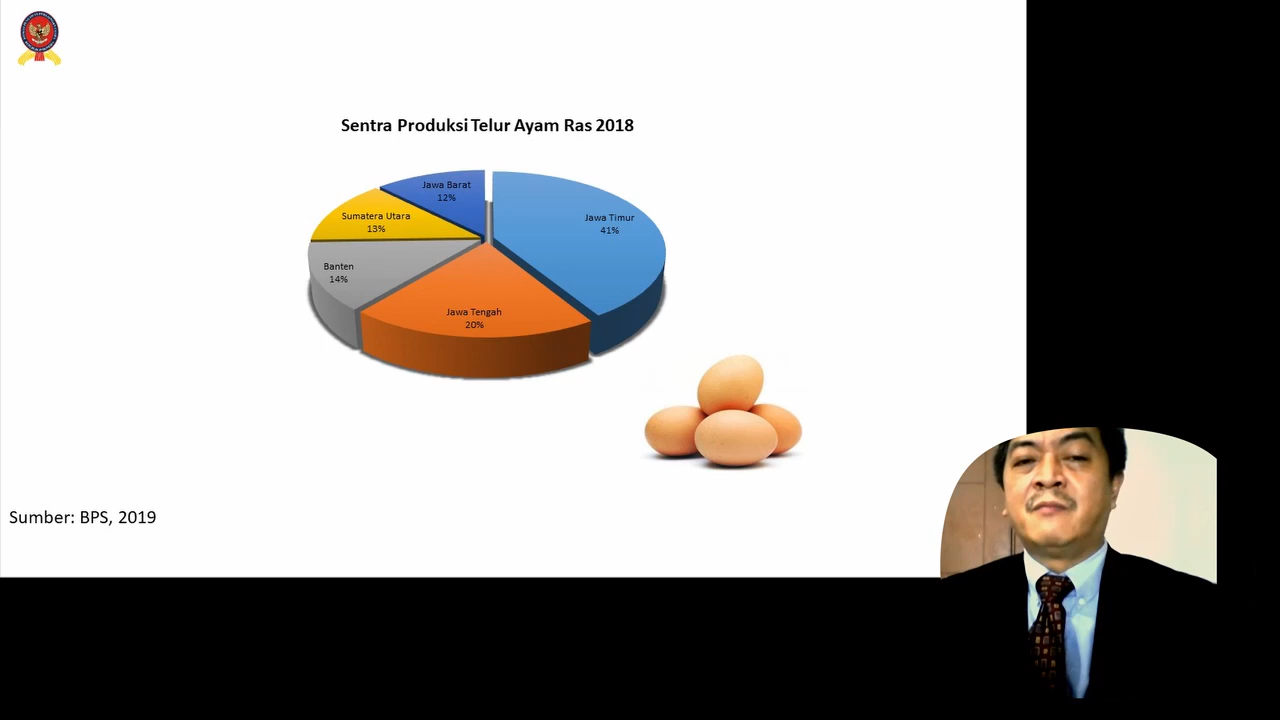 Sentra Produksi Telur Ayam Ras 2018
Jawa Barat
12%
Jawa Timur
41%
Sumatera Utara
13%
Banten
14%
Jawa Tengah
20%
Sumber: BPS, 2019